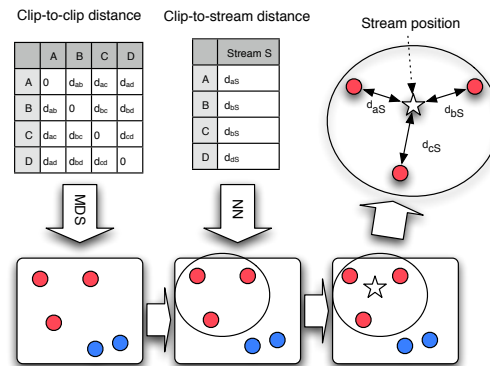 Clip-to-clip distance
Clip-to-stream distance
Stream position
A B C D
A 0 dab dac dad
B dab 0 dbc dbd
C dac dbc 0 dcd
D dad dbd dcd 0
Stream S
A daS
B dbS
C dbS
D ddS
daS
dbS
dcS
MDS
NN